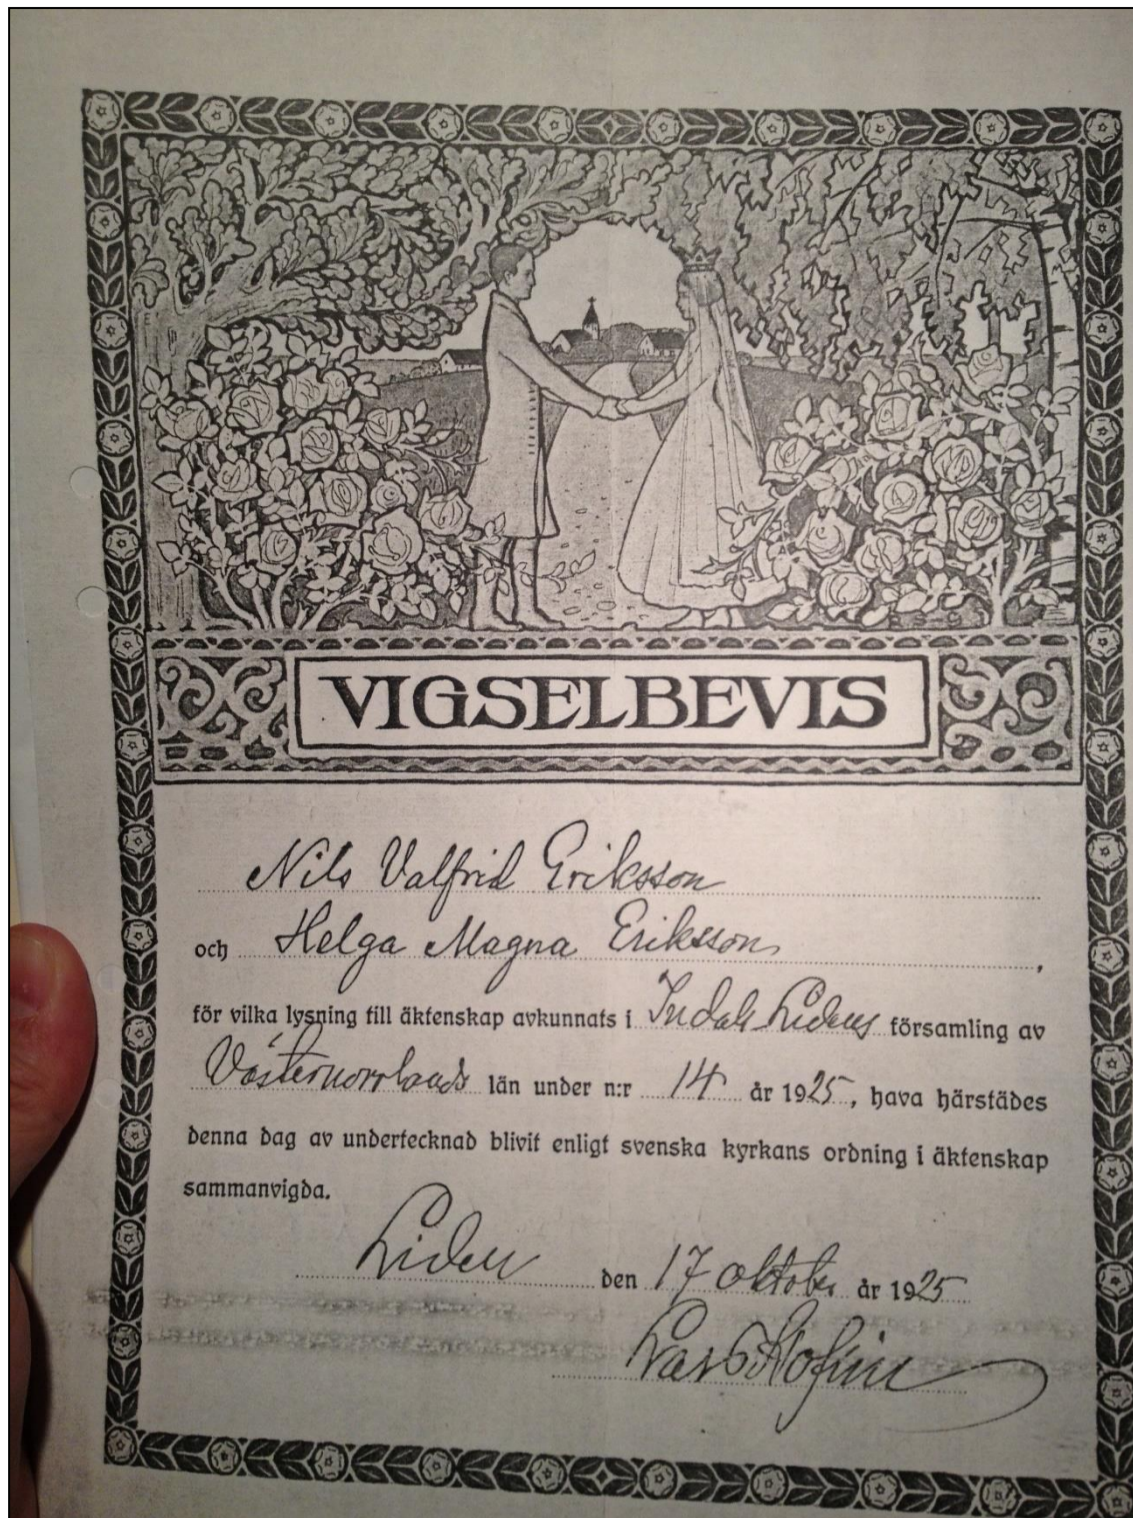 VIGSELBEVIS
Nils Valfrid Eriksson
och Helga Magna Eriksson,
för vilka lysning till äktenskap avkunnats i Indals-Lidens församling av
Västernorrlands län under n:r 14 år 1925, hava härstädes
denna dag av undertecknad blivit enligt svenska kyrkans ordning i äktenskap
sammanvigda.
Liden den 17 oktober år 1925
Lars